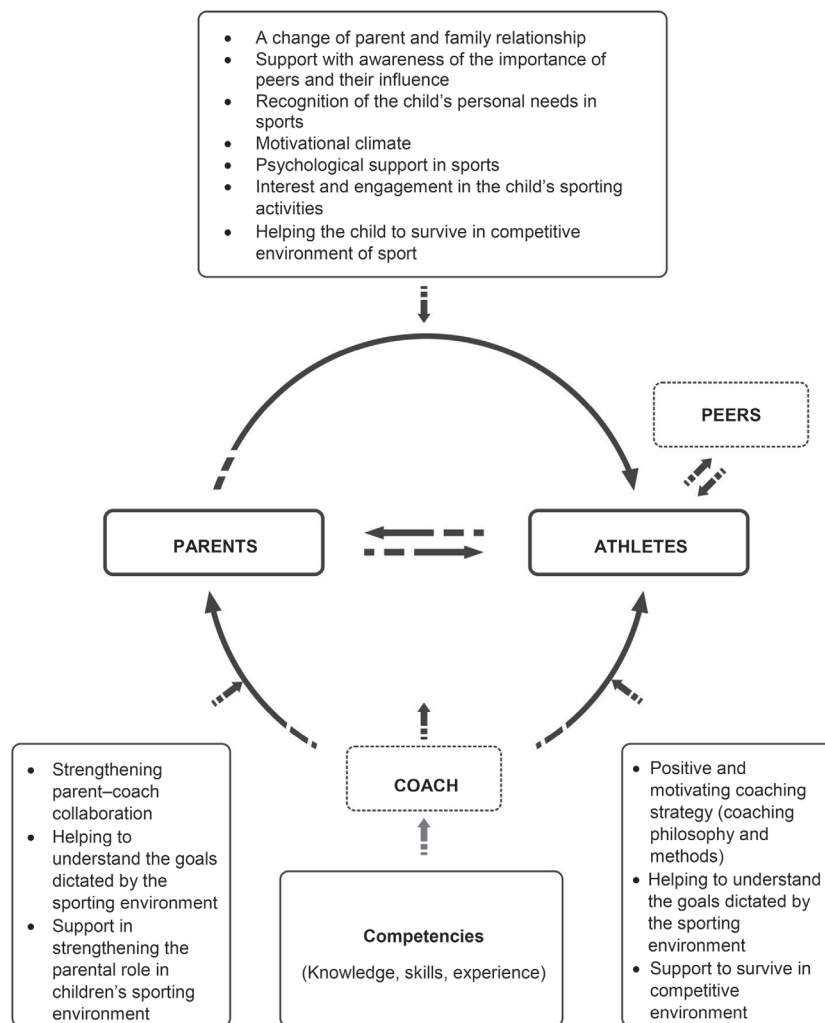 A change of parent and family relationship
Support with awareness of the importance of
peers and their influence
Recognition of the child's personal needs in
sports
Motivational climate
Psychological support in sports
Interest and engagement in the child's sporting
activities
Helping the child to survive in competitive
environment of sport
PEERS
PARENTS
ATHLETES
COACH
Strengthening
parent–coach
collaboration
Helping to
understand the goals
dictated by the
sporting environment
Support in
strengthening the
parental role in
children's sporting
environment
Competencies
(Knowledge, skills, experience)
Positive and
motivating coaching
strategy (coaching
philosophy and
methods)
Helping to understand
the goals dictated by
the sporting
environment
Support to survive in
competitive
environment